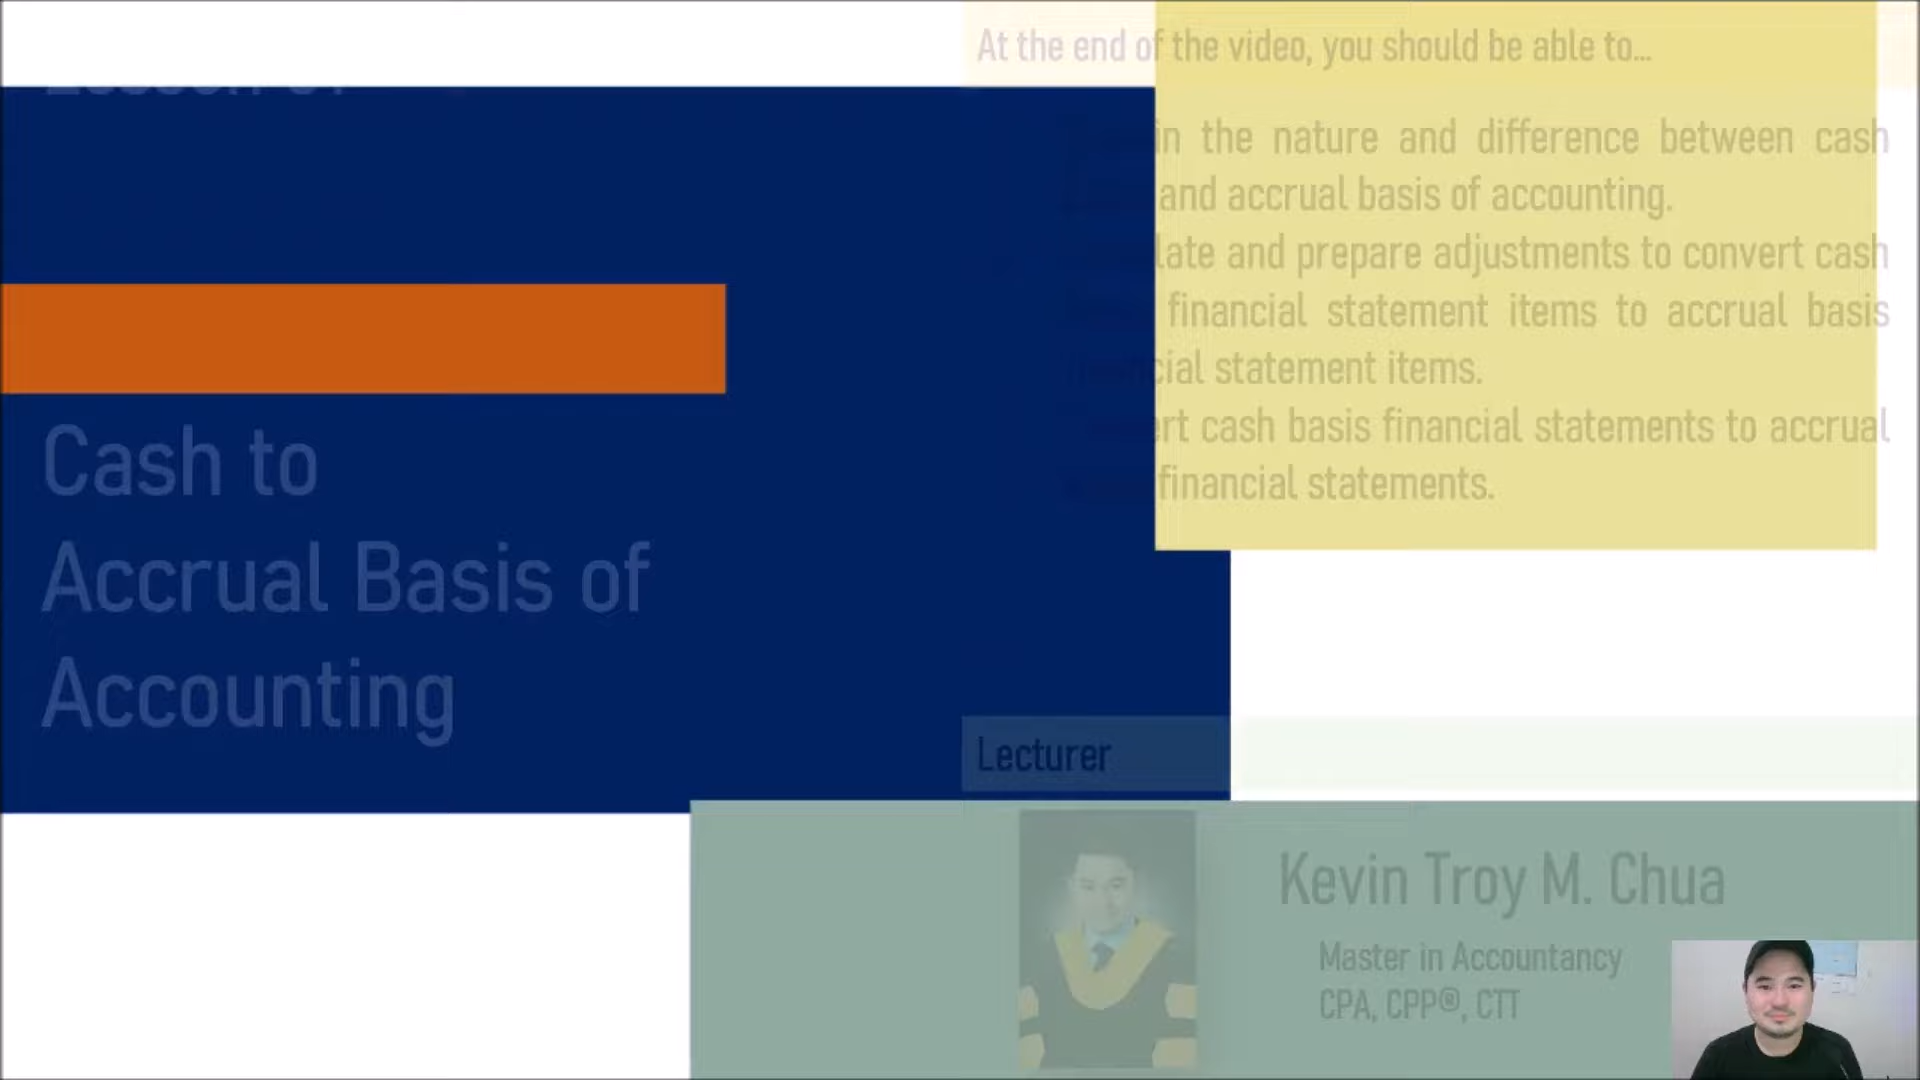 At the end of the video, you should be able to...
in the nature and difference between cash
and accrual basis of accounting.
late and prepare adjustments to convert cash
financial statement items to accrual basis
cial statement items.
ert cash basis financial statements to accrual
financial statements.
Cash to
Accrual Basis of
Accounting
Lecturer
Kevin Troy M. Chua
Master in Accountancy
CPA, CPP®, CTT